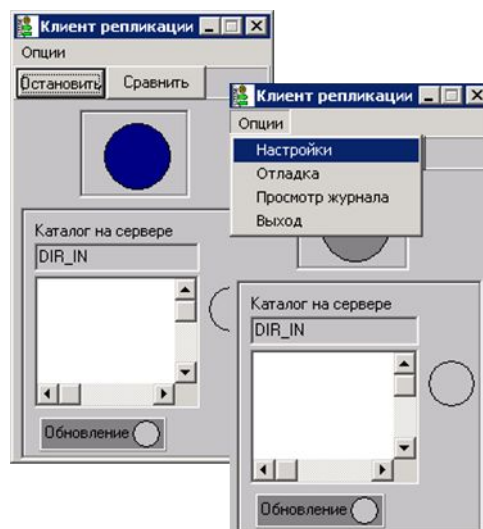 Клиент репликации
Опции
Остановить Сравнить
Каталог на сервере
DIR_IN
Обновление
Клиент репликации
Опции
Настройки
Отладка
Просмотр журнала
Выход
Каталог на сервере
DIR_IN
Обновление